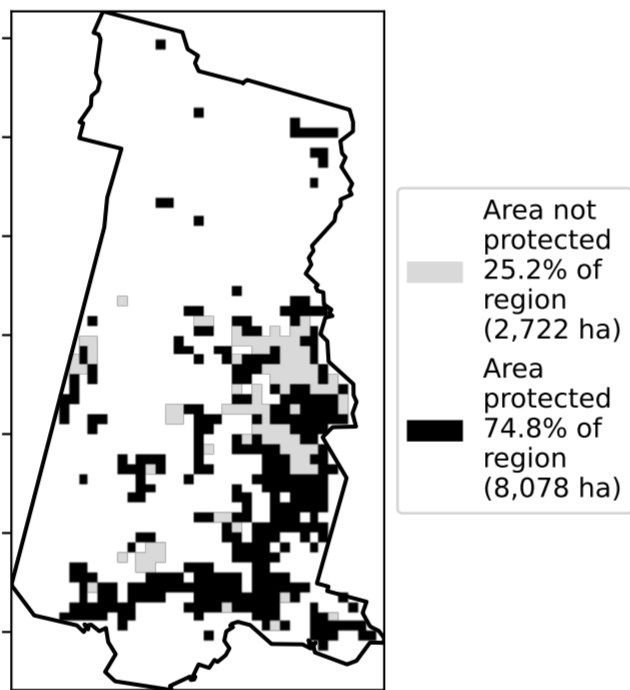 Area not
protected
25.2% of
region
(2,722 ha)
Area
protected
74.8% of
region
(8,078 ha)